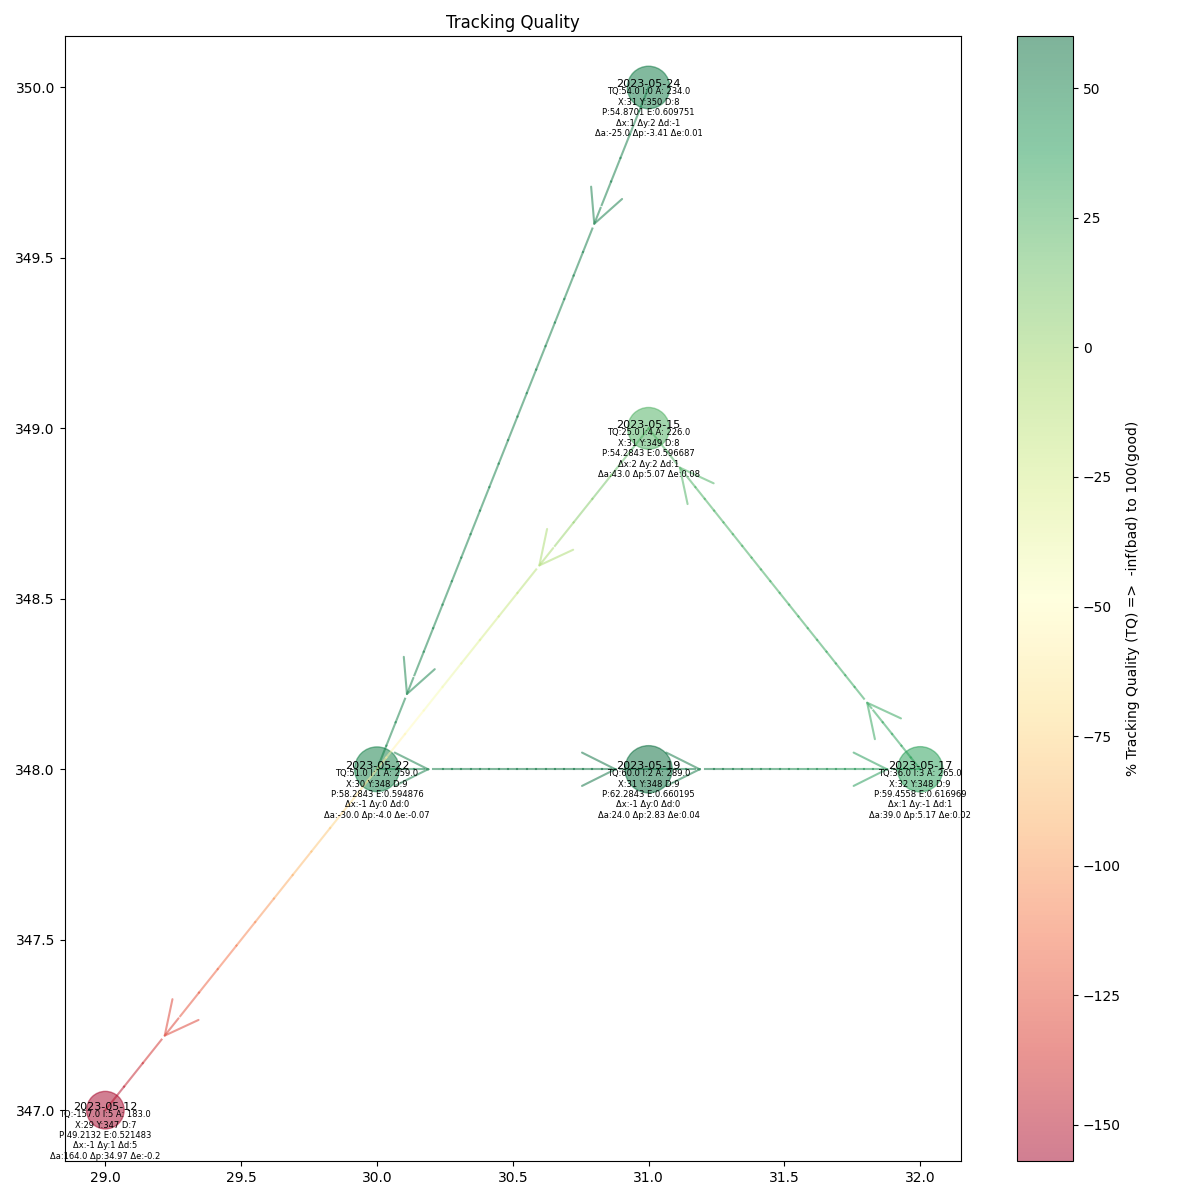 Tracking Quality
350.0
349.5
349.0
348.5
348.0
347.5
347.0
2023-05-24
TQ:54.0 I:0 A: 234.0
X:31 Y:350 D:8
P:54.8701 E:0.609751
Δx:1 Δy:2 Δd:-1
Δa:-25.0 Δp:-3.41 Δe:0.01
2023-05-15
TQ:25.0 I:4 A: 226.0
X:31 Y:349 D:8
P:54.2843 E:0.596687
Δx:2 Δy:2 Δd:1
Δa:43.0 Δp:5.07 Δe:0.08
2023-05-22
TQ:51.0 I:1 A: 259.0
X:30 Y:348 D:9
P:58.2843 E:0.594876
Δx:-1 Δy:0 Δd:0
Δa:-30.0 Δp:-4.0 Δe:-0.07
2023-05-19
TQ:60.0 I:2 A: 289.0
X:31 Y:348 D:9
P:62.2843 E:0.660195
Δx:-1 Δy:0 Δd:0
Δa:24.0 Δp:2.83 Δe:0.04
2023-05-17
TQ:36.0 I:3 A: 265.0
X:32 Y:348 D:9
P:59.4558 E:0.616969
Δx:1 Δy:-1 Δd:1
Δa:39.0 Δp:5.17 Δe:0.02
2023-05-12
TQ:-157.0 I:5 A: 183.0
X:29 Y:347 D:7
P:49.2132 E:0.521483
Δx:-1 Δy:1 Δd:5
Δa:164.0 Δp:34.97 Δe:-0.2
29.0
29.5
30.0
30.5
31.0
31.5
32.0
50
25
0
−25
−50
−75
−100
−125
−150
% Tracking Quality (TQ) => -inf(bad) to 100(good)